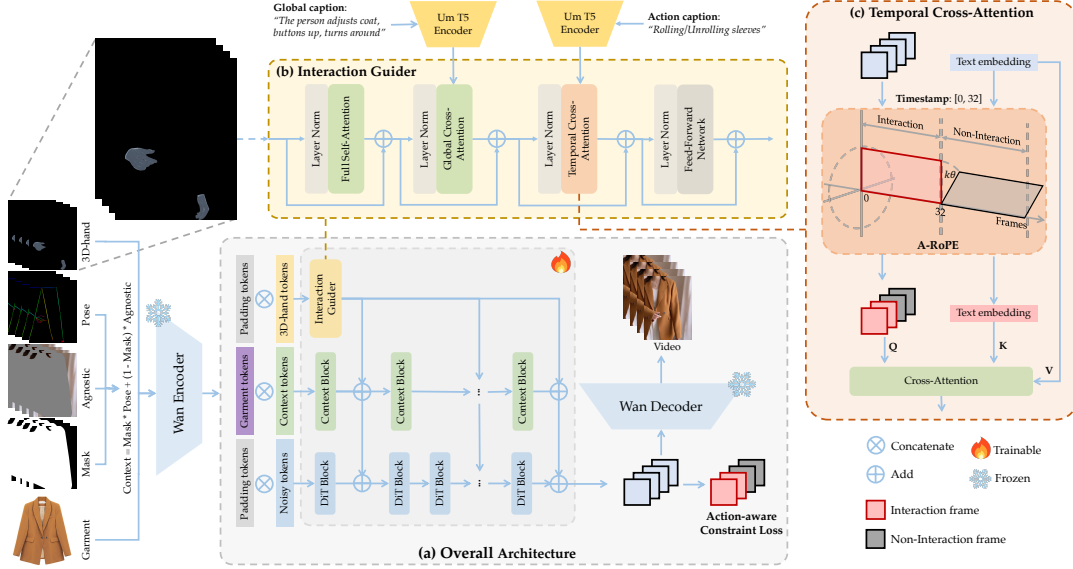 Global caption:
“The person adjusts coat,
buttons up, turns around”
Um T5
Encoder
Um T5
Encoder
Action caption:
“Rolling/Unrolling sleeves”
(b) Interaction Guider
Layer Norm
Full Self-Attention
Layer Norm
Global Cross-
Attention
Layer Norm
Temporal Cross-
Attention
Layer Norm
Feed-Forward
Network
3D-hand
Pose
Agnostic
Mask
Garment
Context = Mask * Pose + (1 - Mask) * Agnostic
Wan Encoder
Padding tokens
3D-hand tokens
Interaction
Guider
Garment tokens
Context tokens
Context Block
Context Block
...
Context Block
Padding tokens
Noisy tokens
DiT Block
DiT Block
DiT Block
...
DiT Block
Video
Wan Decoder
Action-aware
Constraint Loss
(a) Overall Architecture
(c) Temporal Cross-Attention
Text embedding
Timestamp: [0, 32]
Interaction
Non-Interaction
kθ
0
32
Frames
A-RoPE
Text embedding
Q
K
V
Cross-Attention
Concatenate
Trainable
Add
Frozen
Interaction frame
Non-Interaction frame